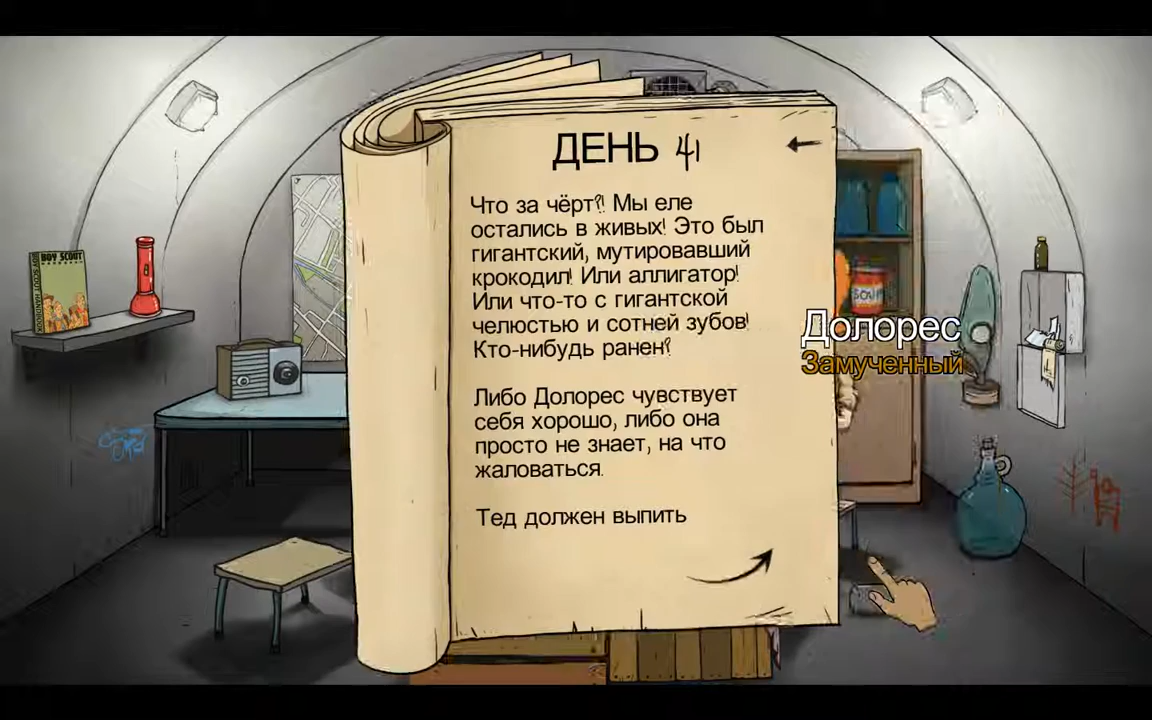 ДЕНЬ 41
Что за чёрт?! Мы еле
остались в живых! Это был
гигантский, мутировавший
крокодил! Или аллигатор!
Или что-то с гигантской
челюстью и сотней зубов!
Кто-нибудь ранен?
Либо Долорес чувствует
себя хорошо, либо она
просто не знает, на что
жаловаться.
Тед должен выпить
Долорес
Замученный
BOY SCOUT
BOY SCOUT HANDBOOK
SOUP